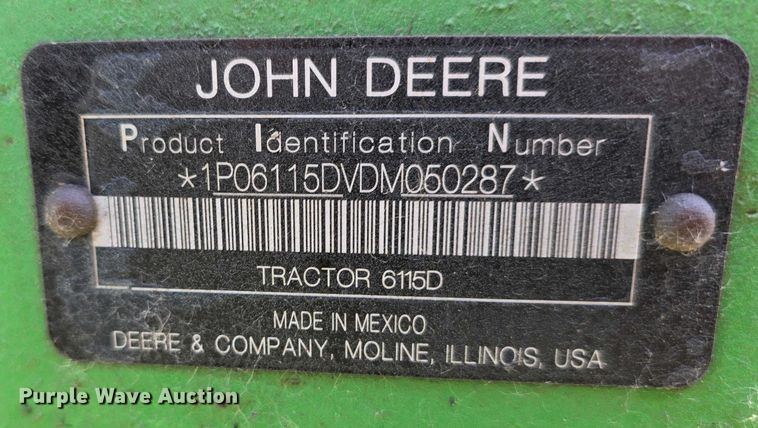 JOHN DEERE
Product Identification Number
*1P06115DVDM050287*
TRACTOR 6115D
MADE IN MEXICO
DEERE & COMPANY, MOLINE, ILLINOIS, USA
Purple Wave Auction